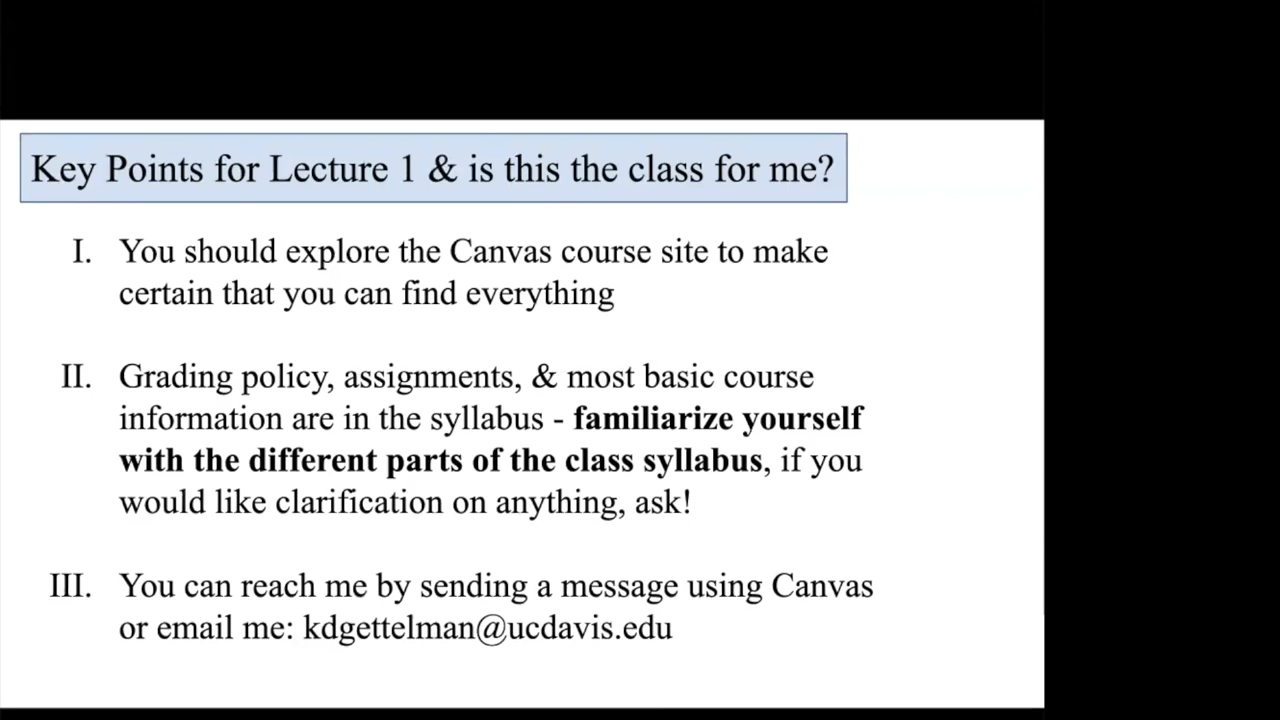 Key Points for Lecture 1 & is this the class for me?
I. You should explore the Canvas course site to make
certain that you can find everything
II. Grading policy, assignments, & most basic course
information are in the syllabus - familiarize yourself
with the different parts of the class syllabus, if you
would like clarification on anything, ask!
III. You can reach me by sending a message using Canvas
or email me: kdgettelman@ucdavis.edu